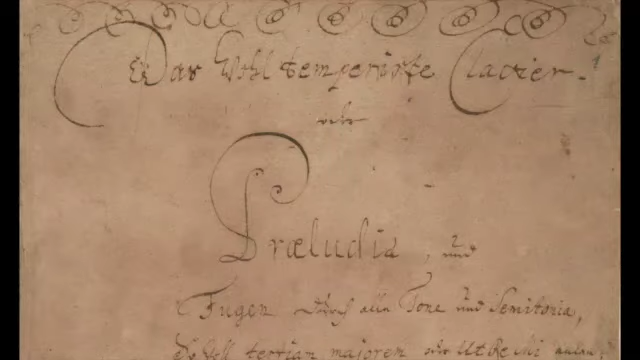 Das Wohltemperirte Clavier.
oder
Præludia, und
Fugen durch alle Tone und Semitonia,
So wohl tertiam majorem oder Ut Re Mi anlan-